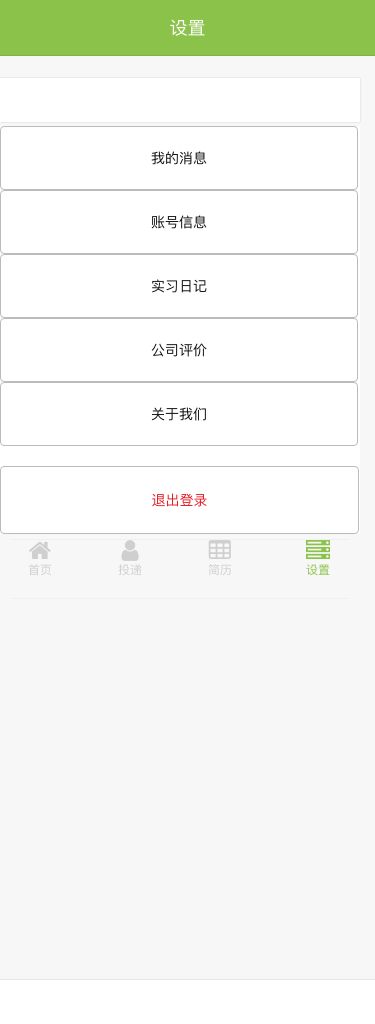 设置
我的消息
账号信息
实习日记
公司评价
关于我们
退出登录
首页 投递 简历 设置